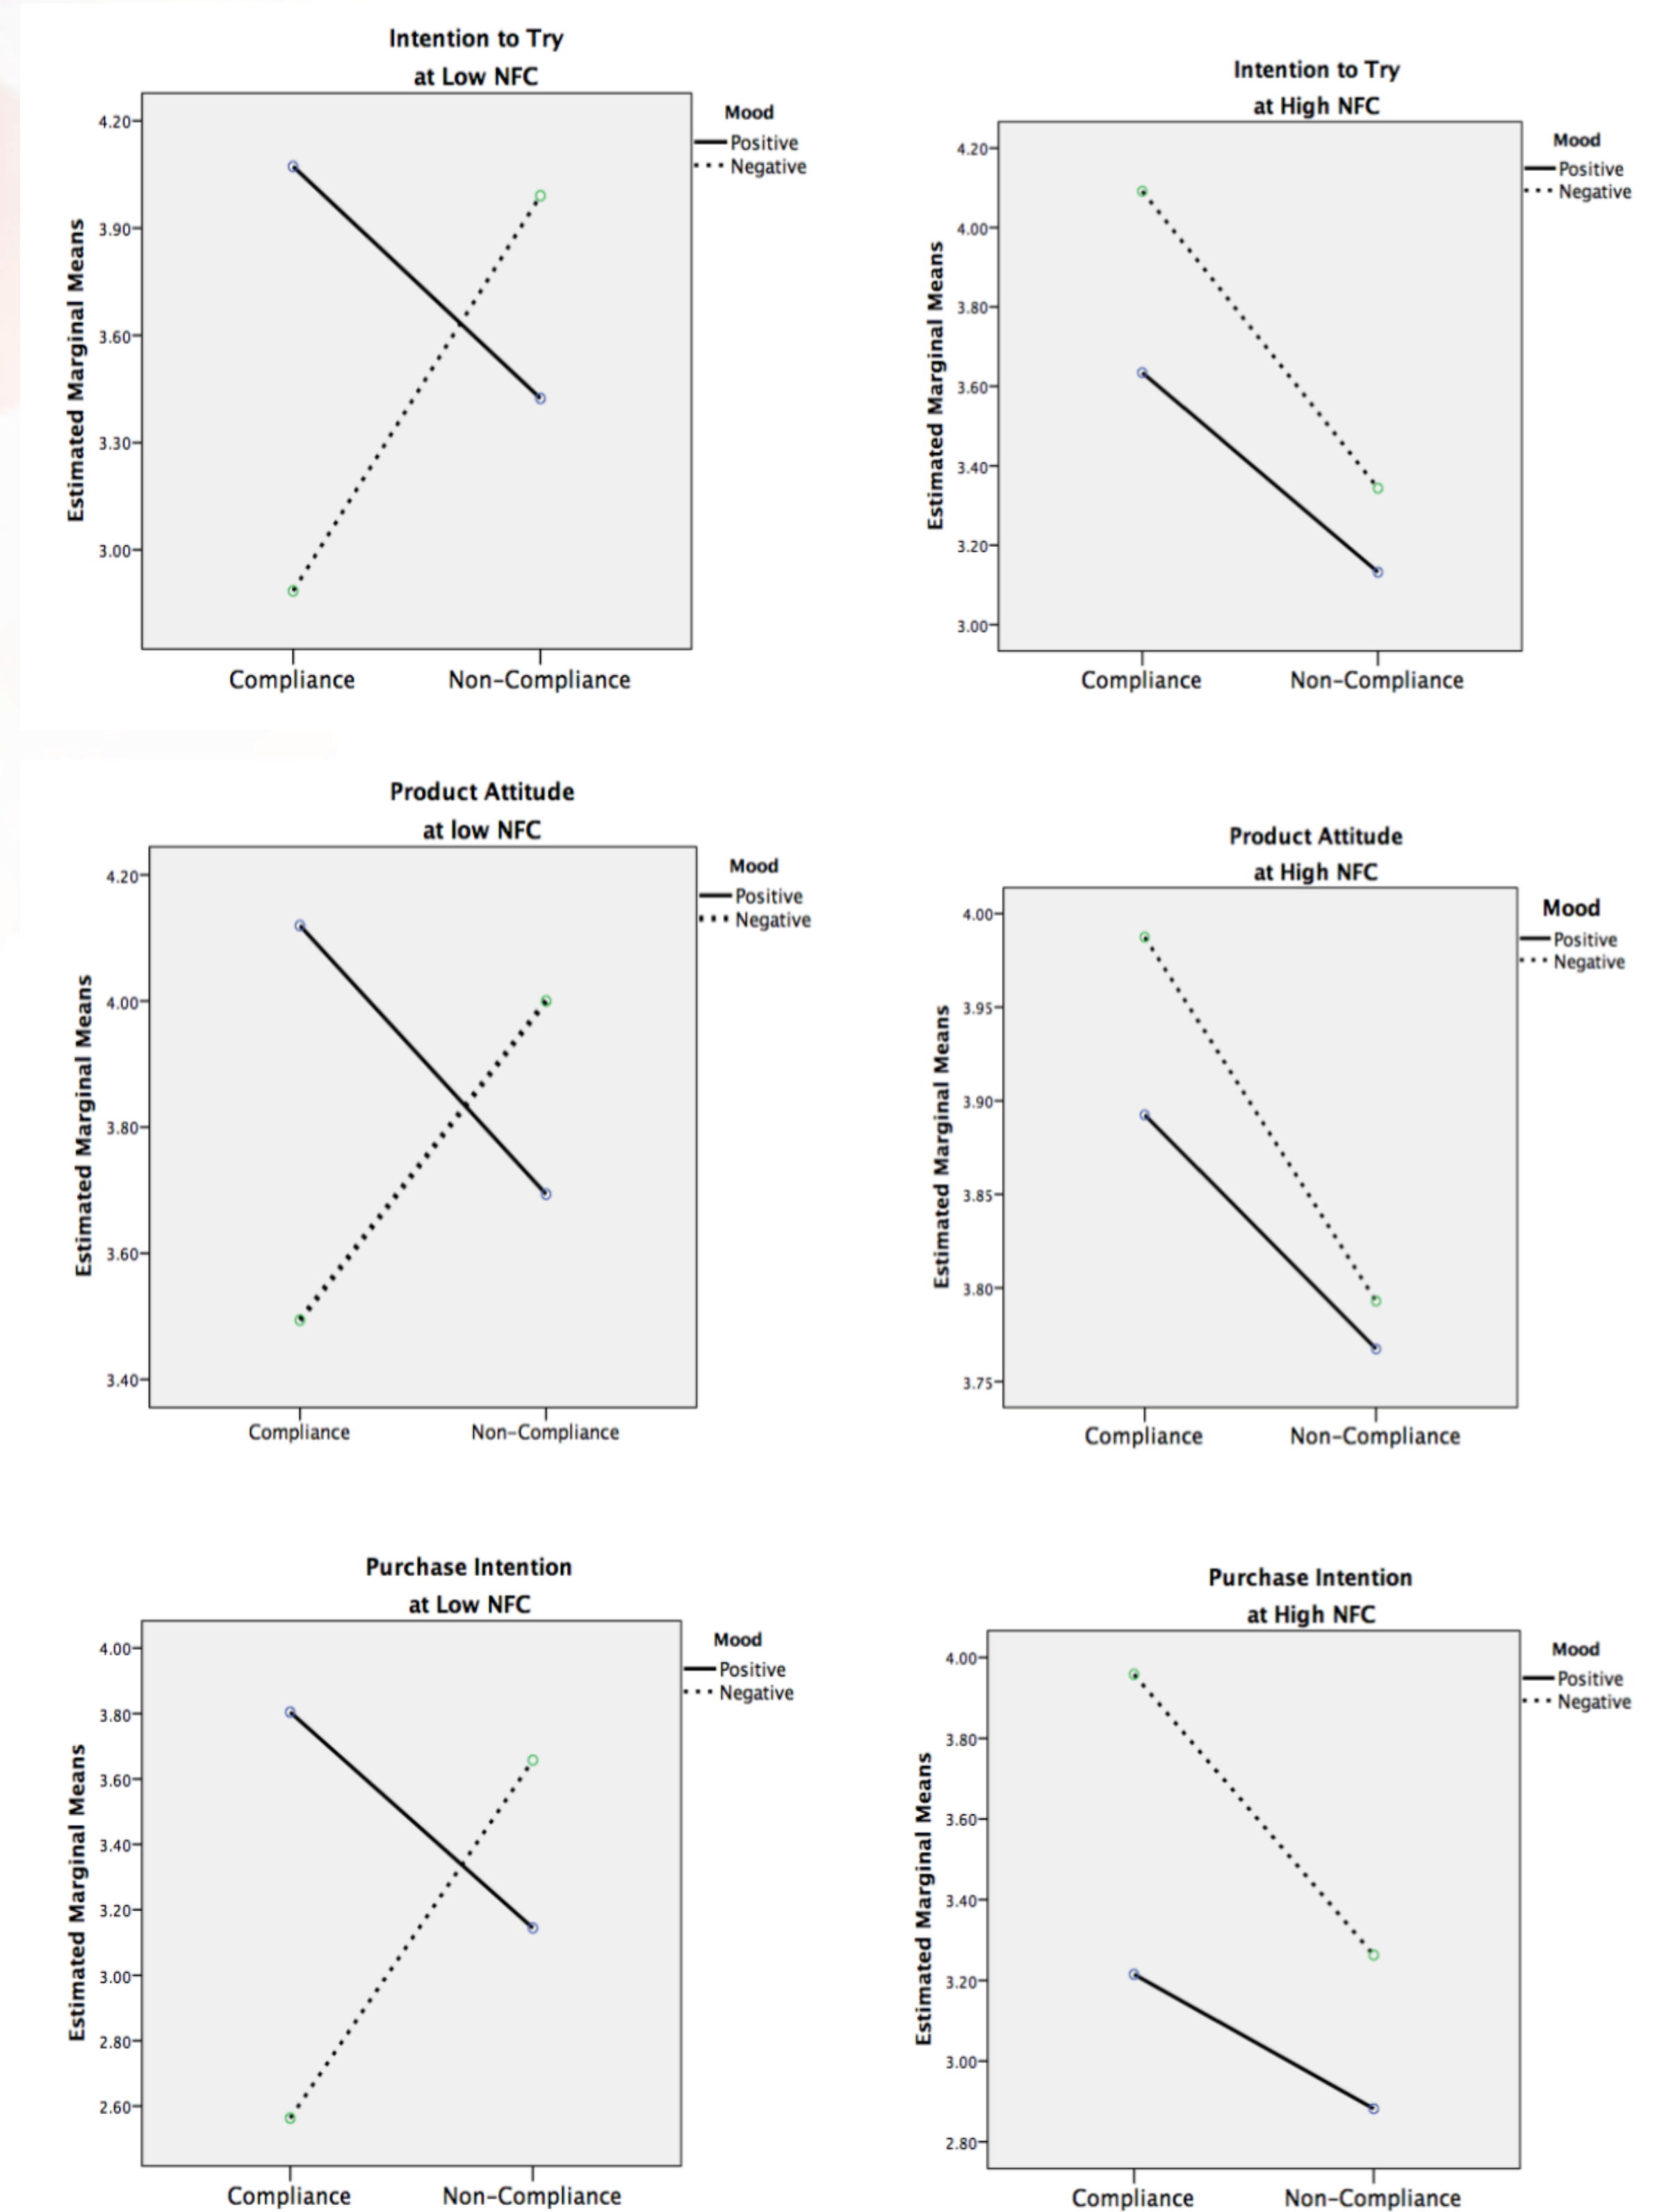 Intention to Try
at Low NFC
Mood
Positive
Negative
4.20
3.90
3.60
3.30
3.00
Estimated Marginal Means
Compliance
Non-Compliance
Intention to Try
at High NFC
Mood
Positive
Negative
4.20
4.00
3.80
3.60
3.40
3.20
3.00
Estimated Marginal Means
Compliance
Non-Compliance
Product Attitude
at low NFC
Mood
Positive
Negative
4.20
4.00
3.80
3.60
3.40
Estimated Marginal Means
Compliance
Non-Compliance
Product Attitude
at High NFC
Mood
Positive
Negative
4.00
3.95
3.90
3.85
3.80
3.75
Estimated Marginal Means
Compliance
Non-Compliance
Purchase Intention
at Low NFC
Mood
Positive
Negative
4.00
3.80
3.60
3.40
3.20
3.00
2.80
2.60
Estimated Marginal Means
Compliance
Non-Compliance
Purchase Intention
at High NFC
Mood
Positive
Negative
4.00
3.80
3.60
3.40
3.20
3.00
2.80
Estimated Marginal Means
Compliance
Non-Compliance